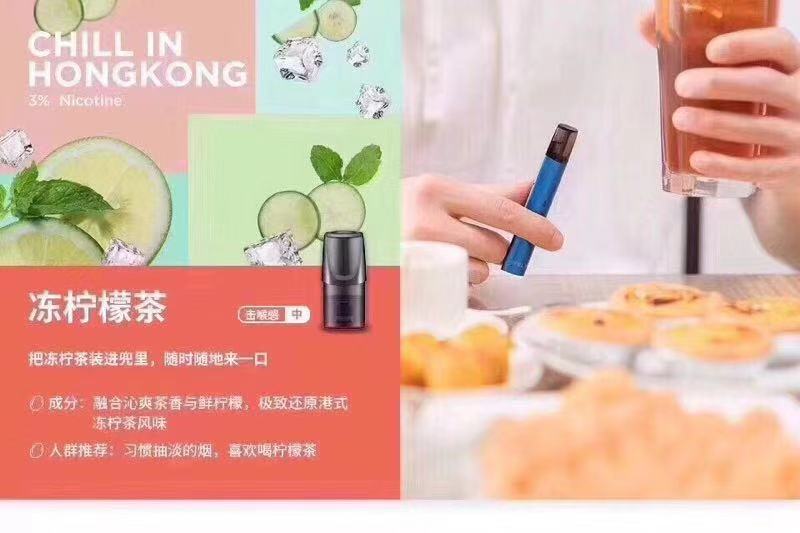 CHILL IN
HONGKONG
3% Nicotine
冻柠檬茶
击喉感 中
把冻柠茶装进兜里，随时随地来一口
成分：融合沁爽茶香与鲜柠檬，极致还原港式
冻柠茶风味
人群推荐：习惯抽淡的烟，喜欢喝柠檬茶